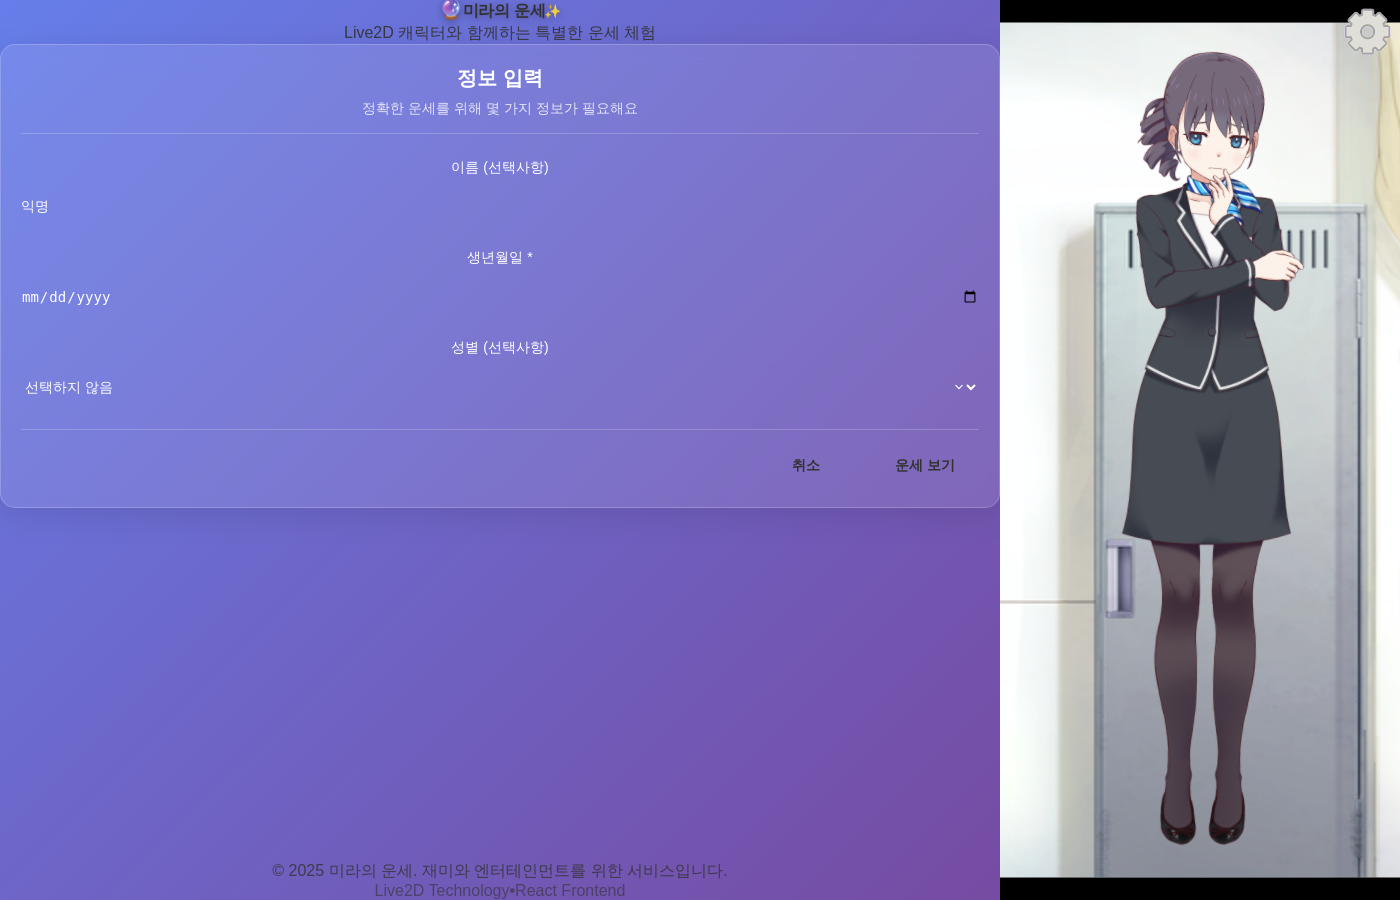 🔮 미라의 운세✨
Live2D 캐릭터와 함께하는 특별한 운세 체험
정보 입력
정확한 운세를 위해 몇 가지 정보가 필요해요
이름 (선택사항)
익명
생년월일 *
mm/dd/yyyy
성별 (선택사항)
선택하지 않음
취소 운세 보기
© 2025 미라의 운세. 재미와 엔터테인먼트를 위한 서비스입니다.
Live2D Technology•React Frontend